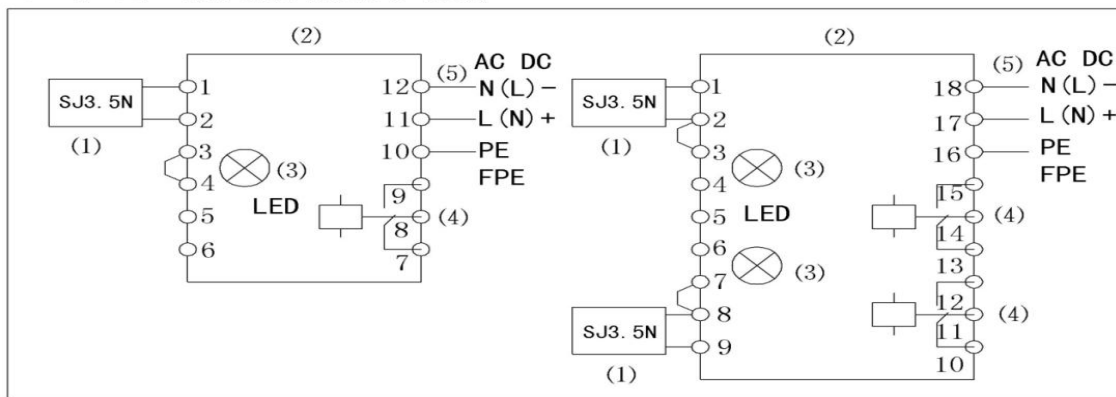 (2)
(5) AC DC
SJ3.5N
(1)
1
2
3
4
5
6
(3)
LED
12 N(L)-
11 L(N)+
10 PE
FPE
9
8 (4)
7
(2)
(5) AC DC
SJ3.5N
(1)
1
2
3
4
5
6
7
8
9
(3)
LED
(3)
SJ3.5N
(1)
18 N(L)-
17 L(N)+
16 PE
FPE
15
14 (4)
13
12
11 (4)
10